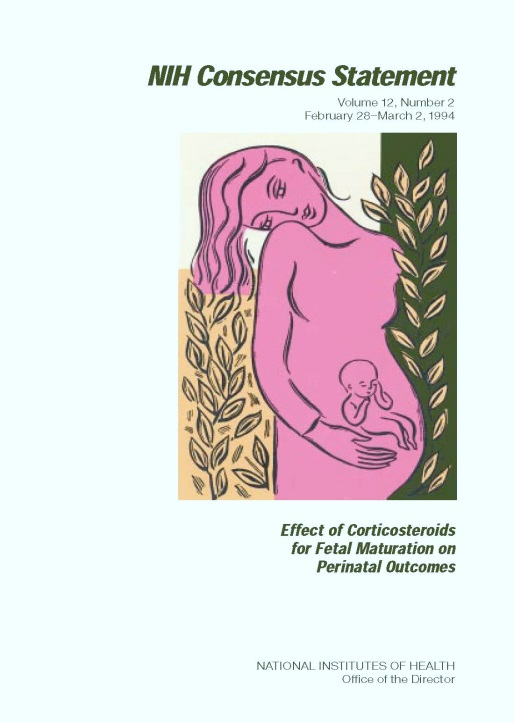 NIH Consensus Statement
Volume 12, Number 2
February 28–March 2, 1994
Effect of Corticosteroids
for Fetal Maturation on
Perinatal Outcomes
NATIONAL INSTITUTES OF HEALTH
Office of the Director